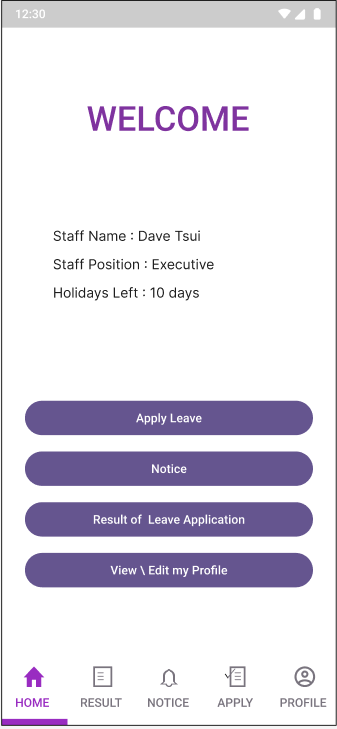 12:30
WELCOME
Staff Name : Dave Tsui
Staff Position : Executive
Holidays Left : 10 days
Apply Leave
Notice
Result of  Leave Application
View \ Edit my Profile
HOME RESULT NOTICE APPLY PROFILE